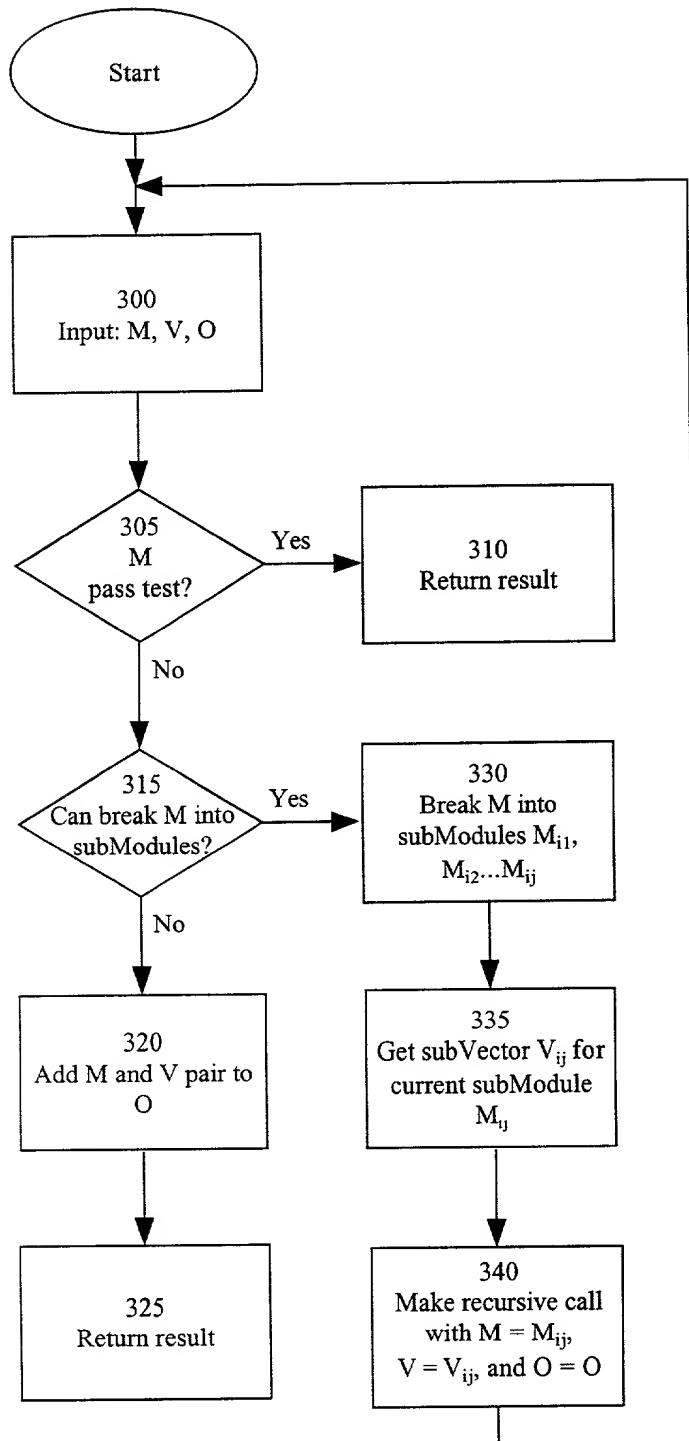 Start
300
Input: M, V, O
305
M
pass test?
Yes
310
Return result
No
315
Can break M into
subModules?
Yes
330
Break M into
subModules Mi1,
Mi2...Mij
No
320
Add M and V pair to
O
335
Get subVector Vij for
current subModule
Mij
325
Return result
340
Make recursive call
with M = Mij,
V = Vij, and O = O